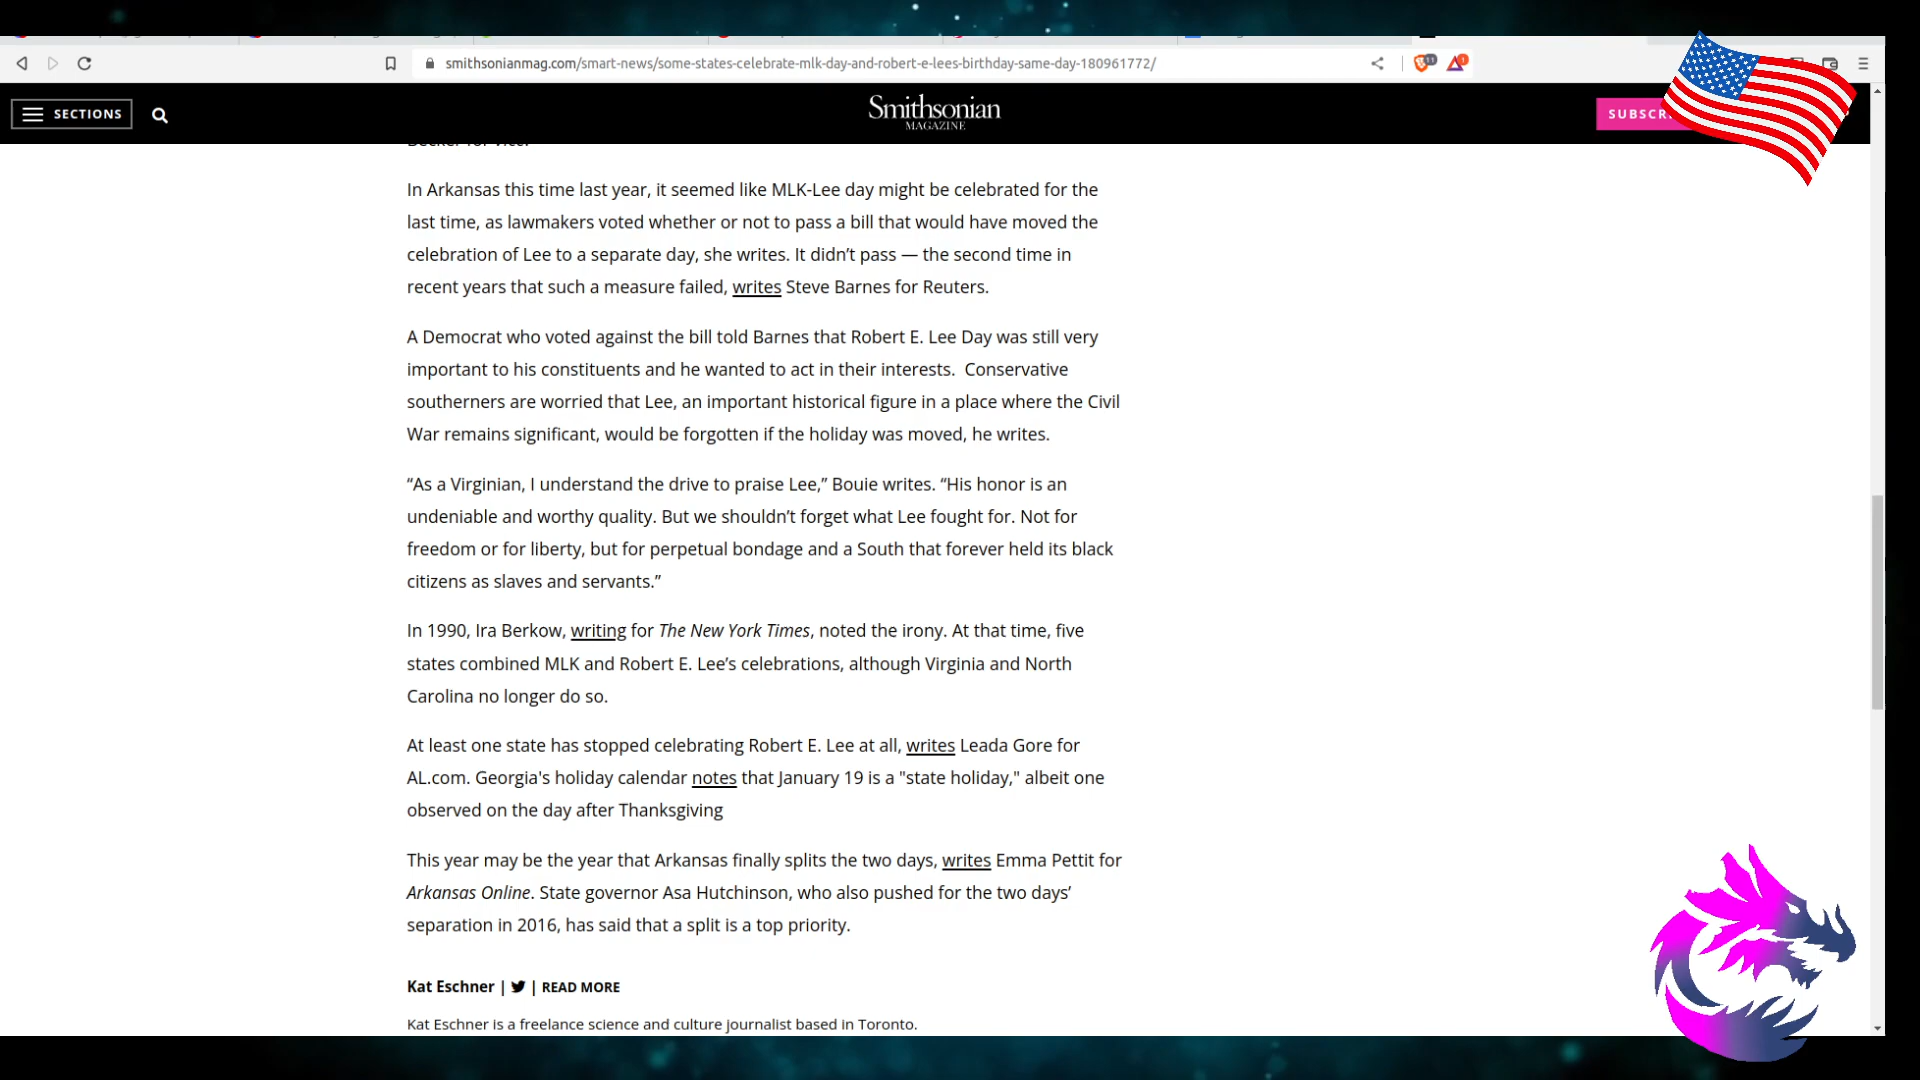 smithsonianmag.com/smart-news/some-states-celebrate-mlk-day-and-robert-e-lees-birthday-same-day-180961772/
SECTIONS
Smithsonian
MAGAZINE
In Arkansas this time last year, it seemed like MLK-Lee day might be celebrated for the
last time, as lawmakers voted whether or not to pass a bill that would have moved the
celebration of Lee to a separate day, she writes. It didn’t pass — the second time in
recent years that such a measure failed, writes Steve Barnes for Reuters.
A Democrat who voted against the bill told Barnes that Robert E. Lee Day was still very
important to his constituents and he wanted to act in their interests.  Conservative
southerners are worried that Lee, an important historical figure in a place where the Civil
War remains significant, would be forgotten if the holiday was moved, he writes.
“As a Virginian, I understand the drive to praise Lee,” Bouie writes. “His honor is an
undeniable and worthy quality. But we shouldn’t forget what Lee fought for. Not for
freedom or for liberty, but for perpetual bondage and a South that forever held its black
citizens as slaves and servants.”
In 1990, Ira Berkow, writing for The New York Times, noted the irony. At that time, five
states combined MLK and Robert E. Lee’s celebrations, although Virginia and North
Carolina no longer do so.
At least one state has stopped celebrating Robert E. Lee at all, writes Leada Gore for
AL.com. Georgia's holiday calendar notes that January 19 is a "state holiday," albeit one
observed on the day after Thanksgiving
This year may be the year that Arkansas finally splits the two days, writes Emma Pettit for
Arkansas Online. State governor Asa Hutchinson, who also pushed for the two days’
separation in 2016, has said that a split is a top priority.
Kat Eschner | | READ MORE
Kat Eschner is a freelance science and culture journalist based in Toronto.